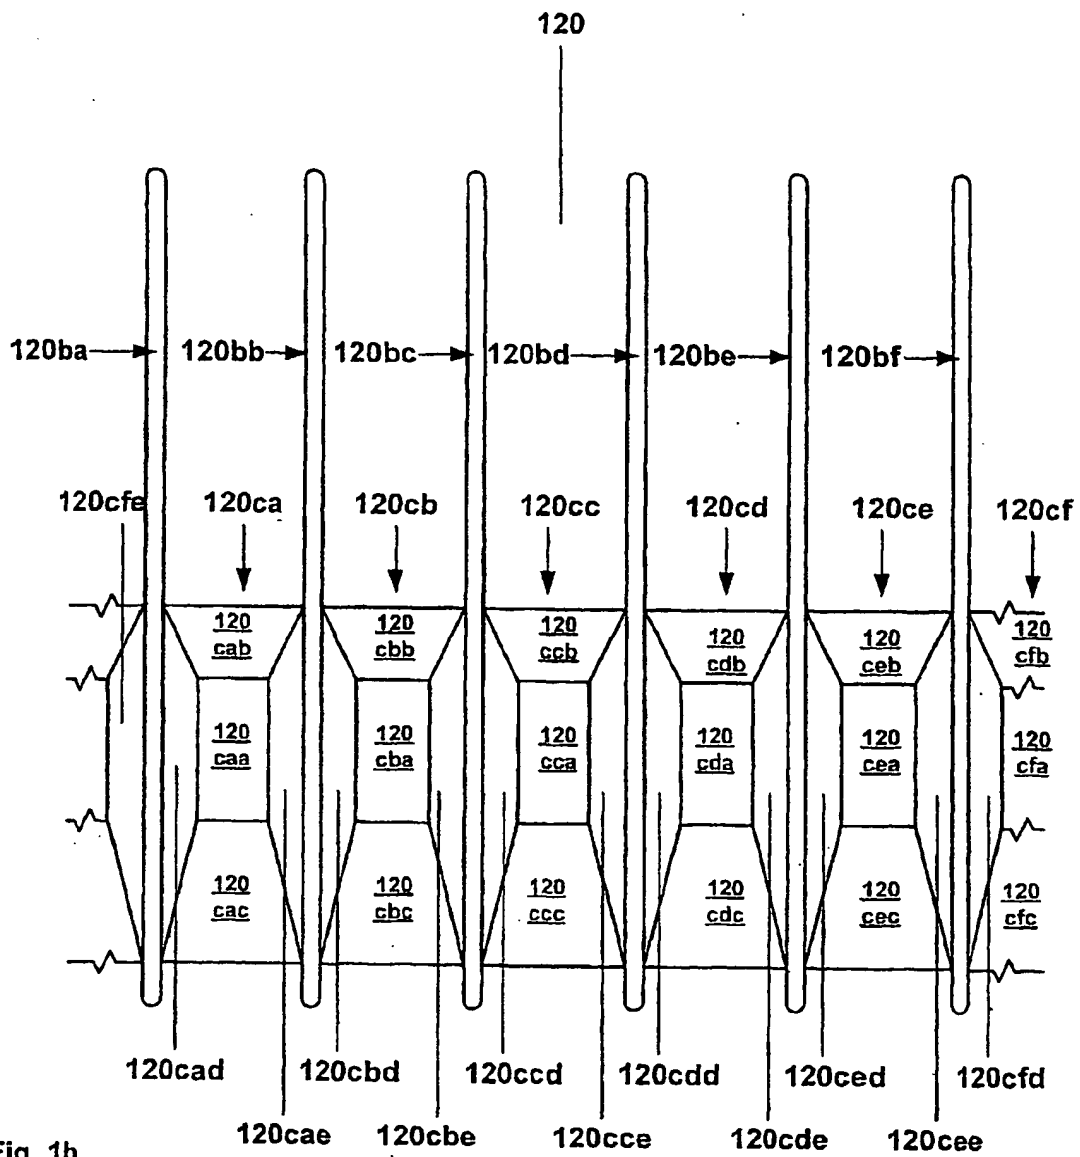 120
120ba 120bb 120bc 120bd 120be 120bf
120cfe 120ca 120cb 120cc 120cd 120ce 120cf
120 120 120 120 120 120
cab cbb ccb cdb ceb cfb
120 120 120 120 120 120
caa cba cca cda cea cfa
120 120 120 120 120 120
cac cbc ccc cdc cec cfc
120cad 120cbd 120ccd 120cdd 120ced 120cfd
120cae 120cbe 120cce 120cde 120cee
Fig. 1b